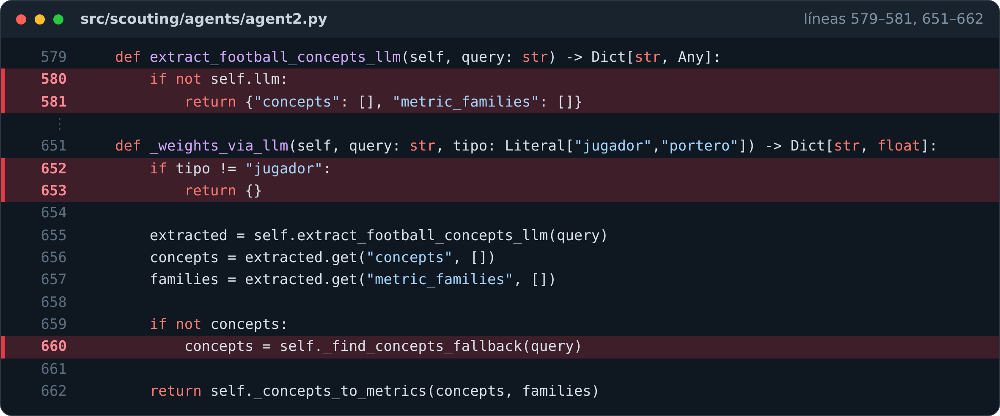 src/scouting/agents/agent2.py
líneas 579–581, 651–662
579 def extract_football_concepts_llm(self, query: str) -> Dict[str, Any]:
580 if not self.llm:
581 return {"concepts": [], "metric_families": []}
⋮
651 def _weights_via_llm(self, query: str, tipo: Literal["jugador","portero"]) -> Dict[str, float]:
652 if tipo != "jugador":
653 return {}
654
655 extracted = self.extract_football_concepts_llm(query)
656 concepts = extracted.get("concepts", [])
657 families = extracted.get("metric_families", [])
658
659 if not concepts:
660 concepts = self._find_concepts_fallback(query)
661
662 return self._concepts_to_metrics(concepts, families)